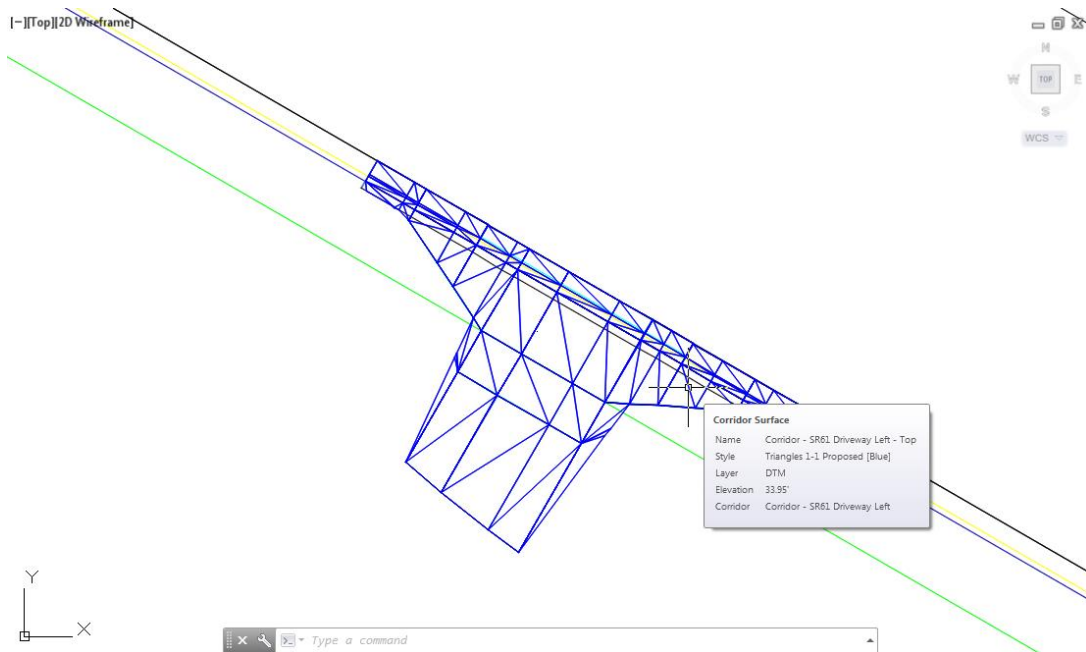 [−][Top][2D Wireframe]
N
W TOP E
S
WCS
Corridor Surface
Name Corridor - SR61 Driveway Left - Top
Style Triangles 1-1 Proposed [Blue]
Layer DTM
Elevation 33.95'
Corridor Corridor - SR61 Driveway Left
Y
X
Type a command